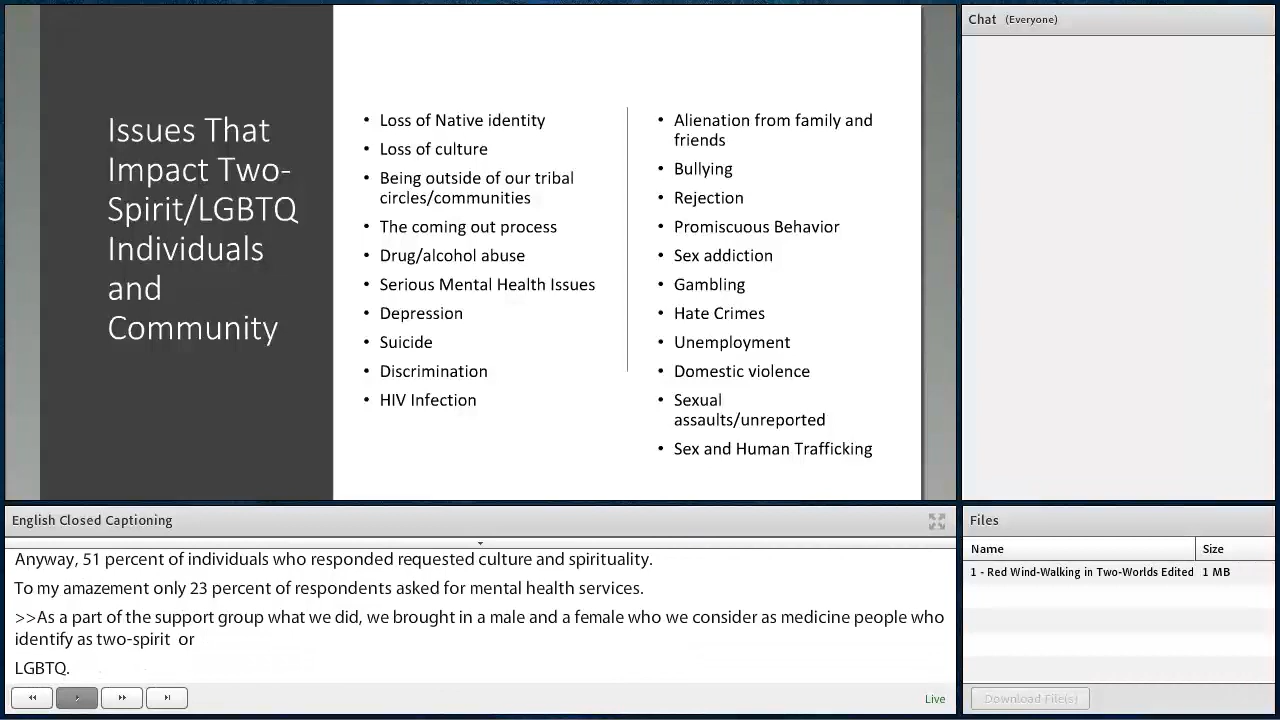 Issues That
Impact Two-
Spirit/LGBTQ
Individuals
and
Community
• Loss of Native identity
• Loss of culture
• Being outside of our tribal
circles/communities
• The coming out process
• Drug/alcohol abuse
• Serious Mental Health Issues
• Depression
• Suicide
• Discrimination
• HIV Infection
• Alienation from family and
friends
• Bullying
• Rejection
• Promiscuous Behavior
• Sex addiction
• Gambling
• Hate Crimes
• Unemployment
• Domestic violence
• Sexual
assaults/unreported
• Sex and Human Trafficking
Chat (Everyone)
English Closed Captioning
Anyway, 51 percent of individuals who responded requested culture and spirituality.
To my amazement only 23 percent of respondents asked for mental health services.
>>As a part of the support group what we did, we brought in a male and a female who we consider as medicine people who
identify as two-spirit or
LGBTQ.
Live
Files
Name Size
1 - Red Wind-Walking in Two-Worlds Edited 1 MB
Download File(s)